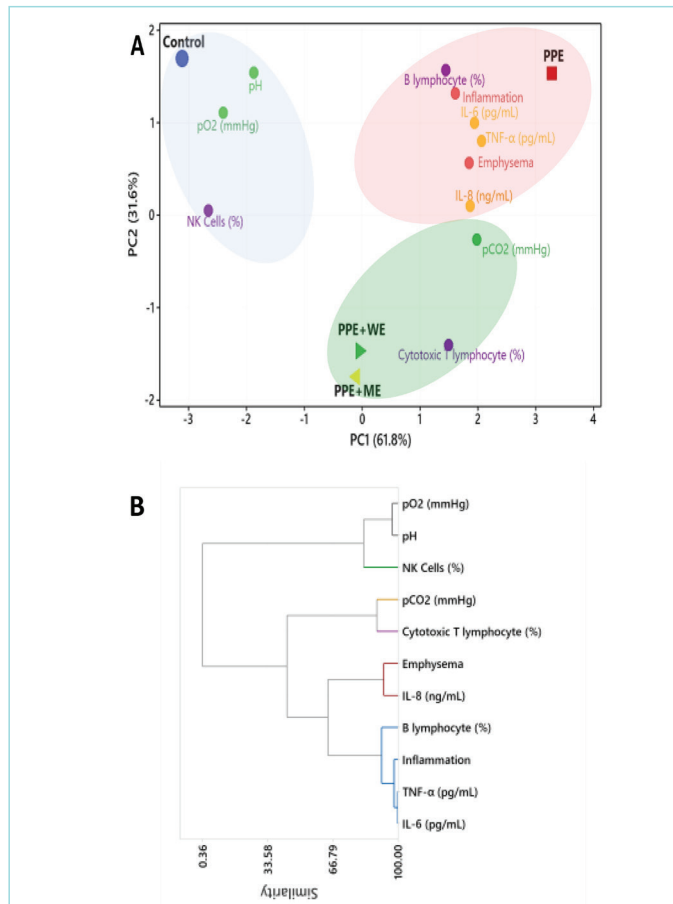 A
Control
pH
pO2 (mmHg)
NK Cells (%)
PPE
B lymphocyte (%)
Inflammation
IL-6 (pg/mL)
TNF-α (pg/mL)
Emphysema
IL-8 (ng/mL)
pCO2 (mmHg)
PPE+WE
Cytotoxic T lymphocyte (%)
PPE+ME
PC2 (31.6%)
2
1
0
-1
-2
-3
-2
-1
0
1
2
3
4
PC1 (61.8%)
B
pO2 (mmHg)
pH
NK Cells (%)
pCO2 (mmHg)
Cytotoxic T lymphocyte (%)
Emphysema
IL-8 (ng/mL)
B lymphocyte (%)
Inflammation
TNF-α (pg/mL)
IL-6 (pg/mL)
0.36
33.58
66.79
100.00
Similarity